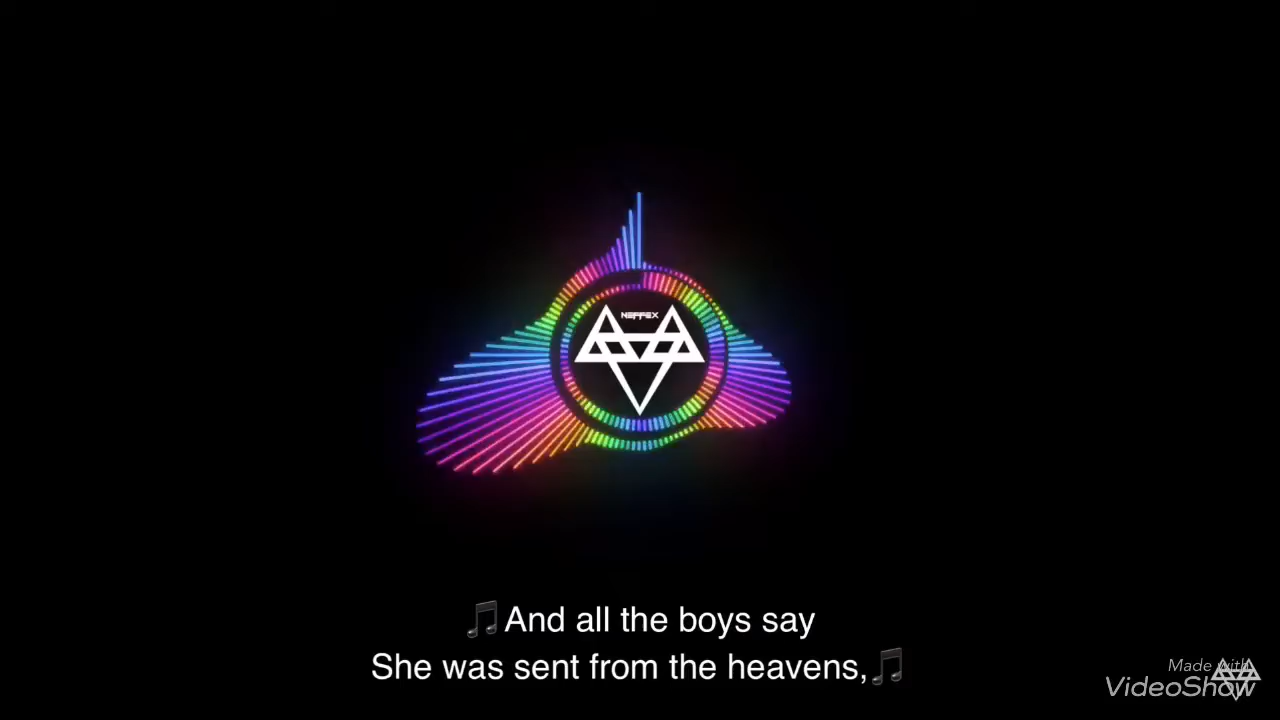 NEFFEX
🎵And all the boys say
She was sent from the heavens,🎵
Made with
VideoShow